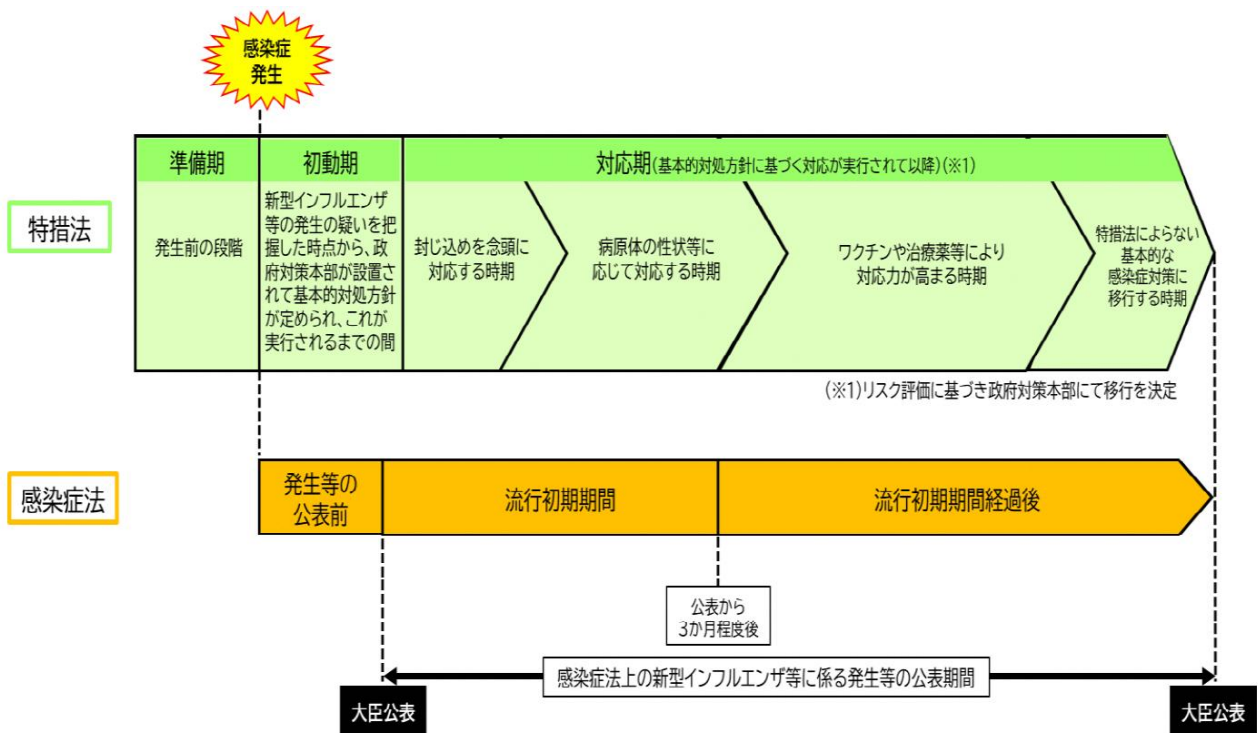 感染症
発生
準備期
初動期
対応期(基本的対処方針に基づく対応が実行されて以降)(※1)
特措法
発生前の段階
新型インフルエンザ
等の発生の疑いを把
握した時点から、政
府対策本部が設置さ
れて基本的対処方針
が定められ、これが
実行されるまでの間
封じ込めを念頭に
対応する時期
病原体の性状等に
応じて対応する時期
ワクチンや治療薬等により
対応力が高まる時期
特措法によらない
基本的な
感染症対策に
移行する時期
(※1)リスク評価に基づき政府対策本部にて移行を決定
感染症法
発生等の
公表前
流行初期期間
流行初期期間経過後
公表から
3か月程度後
感染症法上の新型インフルエンザ等に係る発生等の公表期間
大臣公表
大臣公表